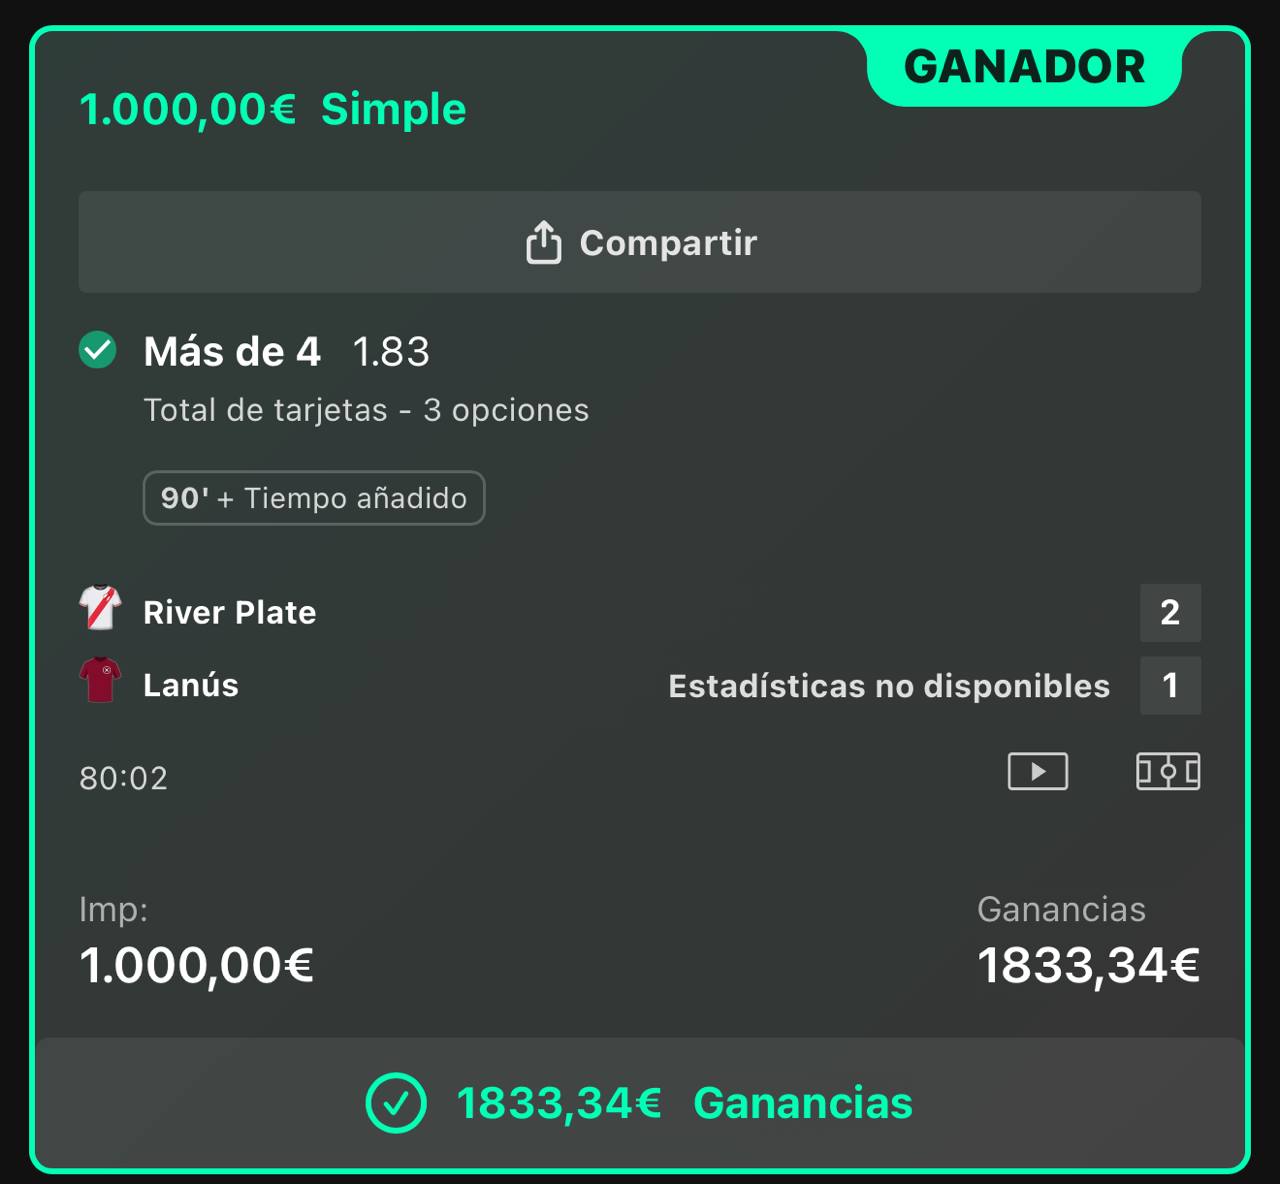 GANADOR
1.000,00€ Simple
Compartir
Más de 4 1.83
Total de tarjetas - 3 opciones
90' + Tiempo añadido
River Plate 2
Lanús Estadísticas no disponibles 1
80:02
Imp: Ganancias
1.000,00€ 1833,34€
1833,34€ Ganancias